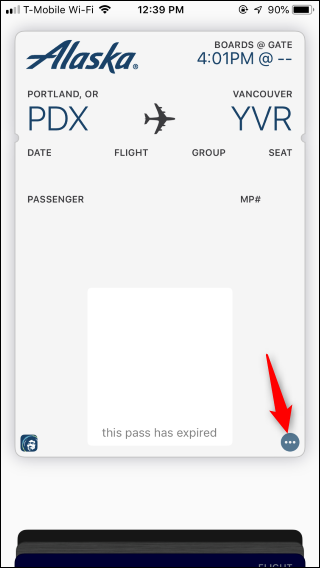 T-Mobile Wi-Fi 12:39 PM 90%
Alaska®
BOARDS @ GATE
4:01PM @ --
PORTLAND, OR VANCOUVER
PDX YVR
DATE FLIGHT GROUP SEAT
PASSENGER MP#
this pass has expired
FLIGHT